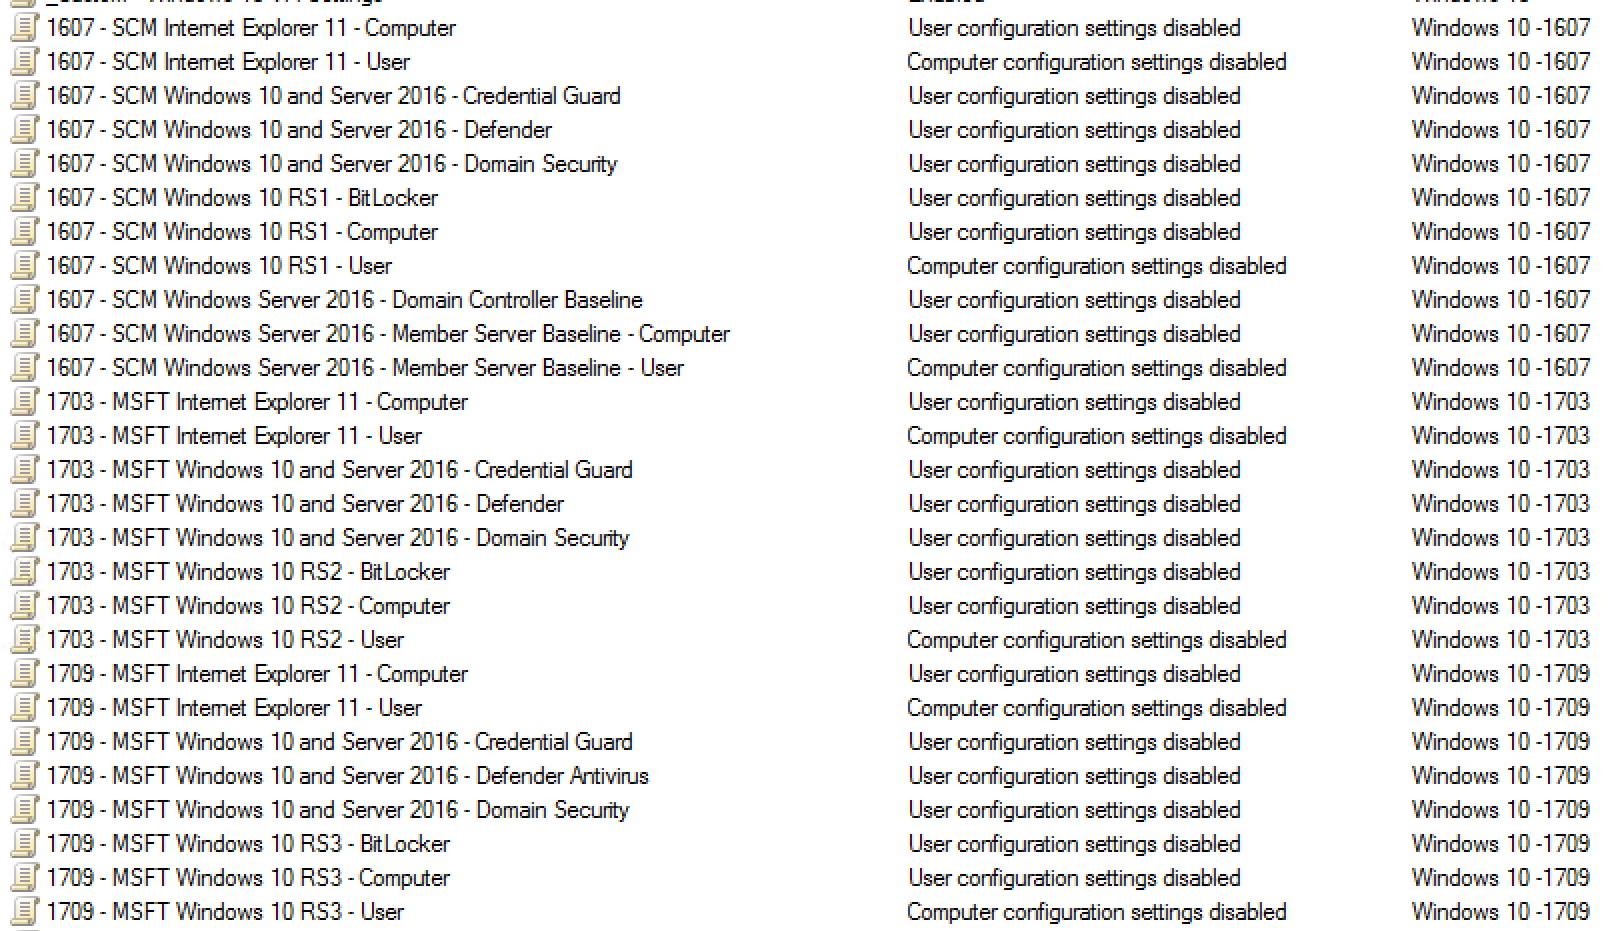 1607 - SCM Internet Explorer 11 - Computer User configuration settings disabled Windows 10 -1607
1607 - SCM Internet Explorer 11 - User Computer configuration settings disabled Windows 10 -1607
1607 - SCM Windows 10 and Server 2016 - Credential Guard User configuration settings disabled Windows 10 -1607
1607 - SCM Windows 10 and Server 2016 - Defender User configuration settings disabled Windows 10 -1607
1607 - SCM Windows 10 and Server 2016 - Domain Security User configuration settings disabled Windows 10 -1607
1607 - SCM Windows 10 RS1 - BitLocker User configuration settings disabled Windows 10 -1607
1607 - SCM Windows 10 RS1 - Computer User configuration settings disabled Windows 10 -1607
1607 - SCM Windows 10 RS1 - User Computer configuration settings disabled Windows 10 -1607
1607 - SCM Windows Server 2016 - Domain Controller Baseline User configuration settings disabled Windows 10 -1607
1607 - SCM Windows Server 2016 - Member Server Baseline - Computer User configuration settings disabled Windows 10 -1607
1607 - SCM Windows Server 2016 - Member Server Baseline - User Computer configuration settings disabled Windows 10 -1607
1703 - MSFT Internet Explorer 11 - Computer User configuration settings disabled Windows 10 -1703
1703 - MSFT Internet Explorer 11 - User Computer configuration settings disabled Windows 10 -1703
1703 - MSFT Windows 10 and Server 2016 - Credential Guard User configuration settings disabled Windows 10 -1703
1703 - MSFT Windows 10 and Server 2016 - Defender User configuration settings disabled Windows 10 -1703
1703 - MSFT Windows 10 and Server 2016 - Domain Security User configuration settings disabled Windows 10 -1703
1703 - MSFT Windows 10 RS2 - BitLocker User configuration settings disabled Windows 10 -1703
1703 - MSFT Windows 10 RS2 - Computer User configuration settings disabled Windows 10 -1703
1703 - MSFT Windows 10 RS2 - User Computer configuration settings disabled Windows 10 -1703
1709 - MSFT Internet Explorer 11 - Computer User configuration settings disabled Windows 10 -1709
1709 - MSFT Internet Explorer 11 - User Computer configuration settings disabled Windows 10 -1709
1709 - MSFT Windows 10 and Server 2016 - Credential Guard User configuration settings disabled Windows 10 -1709
1709 - MSFT Windows 10 and Server 2016 - Defender Antivirus User configuration settings disabled Windows 10 -1709
1709 - MSFT Windows 10 and Server 2016 - Domain Security User configuration settings disabled Windows 10 -1709
1709 - MSFT Windows 10 RS3 - BitLocker User configuration settings disabled Windows 10 -1709
1709 - MSFT Windows 10 RS3 - Computer User configuration settings disabled Windows 10 -1709
1709 - MSFT Windows 10 RS3 - User Computer configuration settings disabled Windows 10 -1709